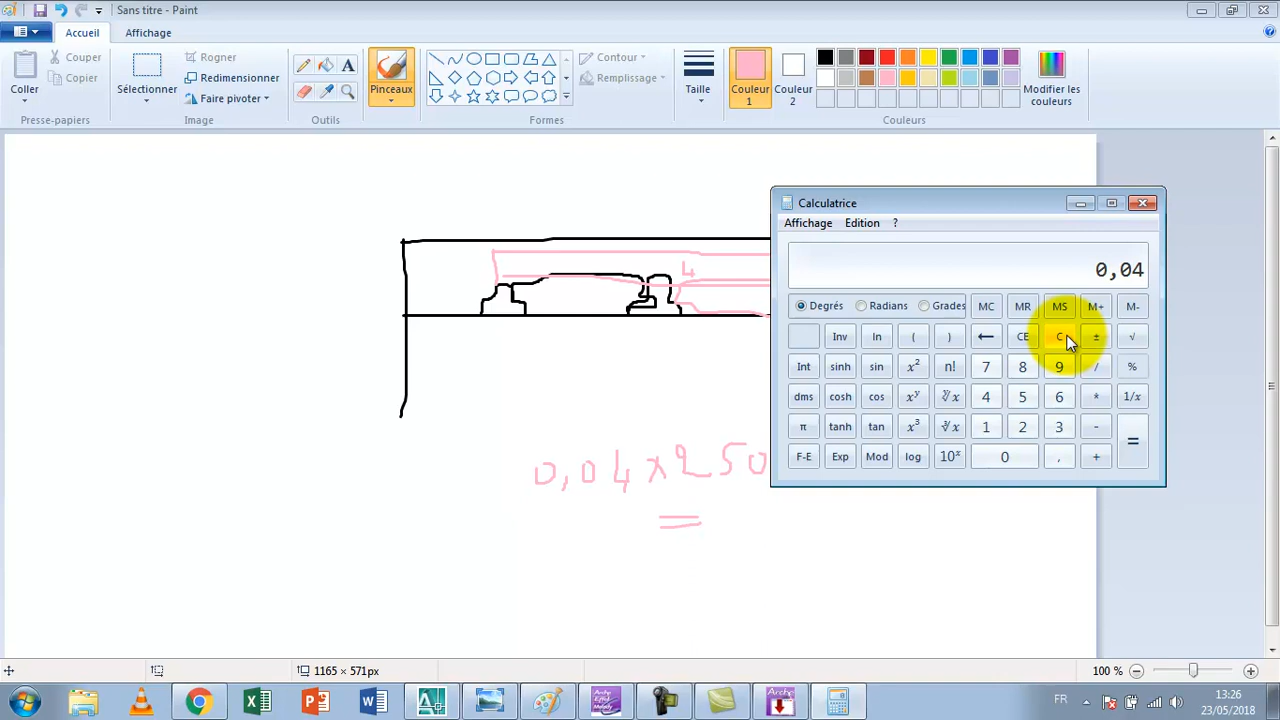 Sans titre - Paint
Accueil Affichage
Coller
Couper
Copier
Presse-papiers
Sélectionner
Rogner
Redimensionner
Faire pivoter
Image
A
Outils
Pinceaux
Contour
Remplissage
Formes
Taille
Couleur 1
Couleur 2
Modifier les couleurs
Couleurs
Calculatrice
Affichage Edition ?
0,04
Degrés Radians Grades MC MR MS M+ M-
Inv ln ( ) ← CE C ± √
Int sinh sin x² n! 7 8 9 / %
dms cosh cos xʸ ʸ√x 4 5 6 * 1/x
π tanh tan x³ ³√x 1 2 3 - =
F-E Exp Mod log 10ˣ 0 , +
4
0,04x250
=
1165 × 571px
100 %
FR
13:26
23/05/2018